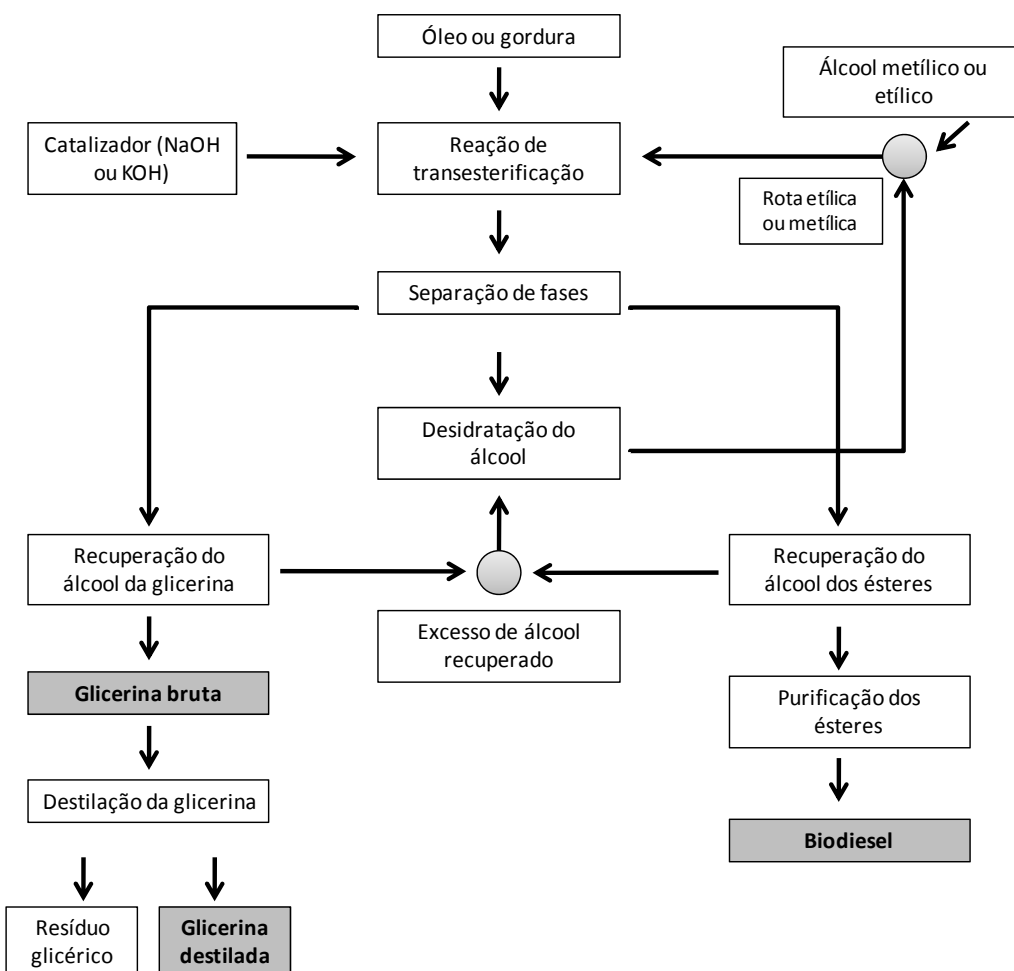 Óleo ou gordura
Álcool metílico ou
etílico
Catalizador (NaOH
ou KOH)
Reação de
transesterificação
Rota etílica
ou metílica
Separação de fases
Desidratação do
álcool
Recuperação do
álcool da glicerina
Recuperação do
álcool dos ésteres
Excesso de álcool
recuperado
Glicerina bruta
Purificação dos
ésteres
Destilação da glicerina
Biodiesel
Resíduo
glicérico
Glicerina
destilada